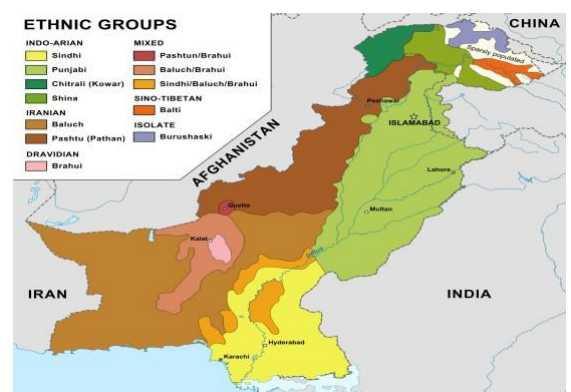 ETHNIC GROUPS
INDO-ARIAN
Sindhi
Punjabi
Chitrali (Kowar)
Shina
IRANIAN
Baluch
Pashtu (Pathan)
DRAVIDIAN
Brahui
MIXED
Pashtun/Brahui
Baluch/Brahui
Sindhi/Baluch/Brahui
SINO-TIBETAN
Balti
ISOLATE
Burushaski
CHINA
Sparsly populated
Peshawar
ISLAMABAD
AFGHANISTAN
Lahore
Quetta
Multan
Kalat
Indus
IRAN
INDIA
Hyderabad
Karachi